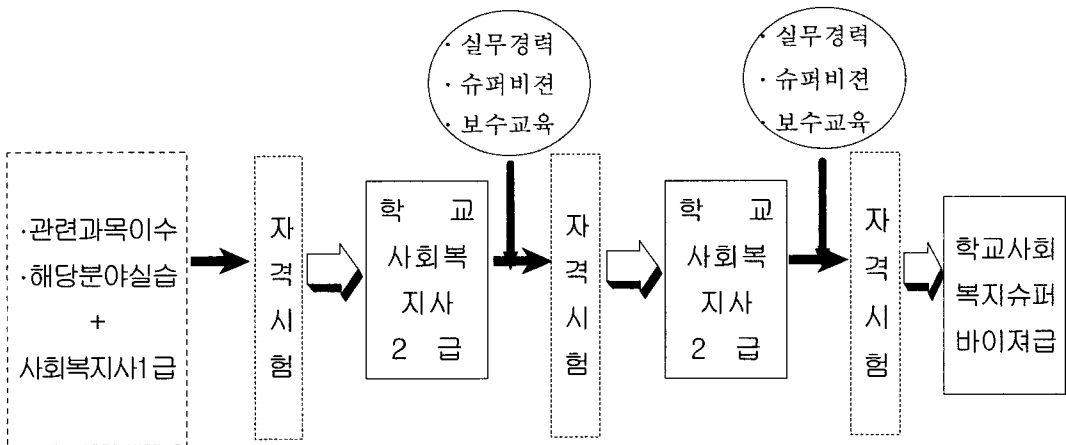 · 실무경력
· 슈퍼비젼
· 보수교육
· 실무경력
· 슈퍼비젼
· 보수교육
·관련과목이수
·해당분야실습
+
사회복지사1급
자
격
시
험
학 교
사회복
지사
2 급
자
격
시
험
학 교
사회복
지사
2 급
자
격
시
험
학교사회
복지슈퍼
바이져급